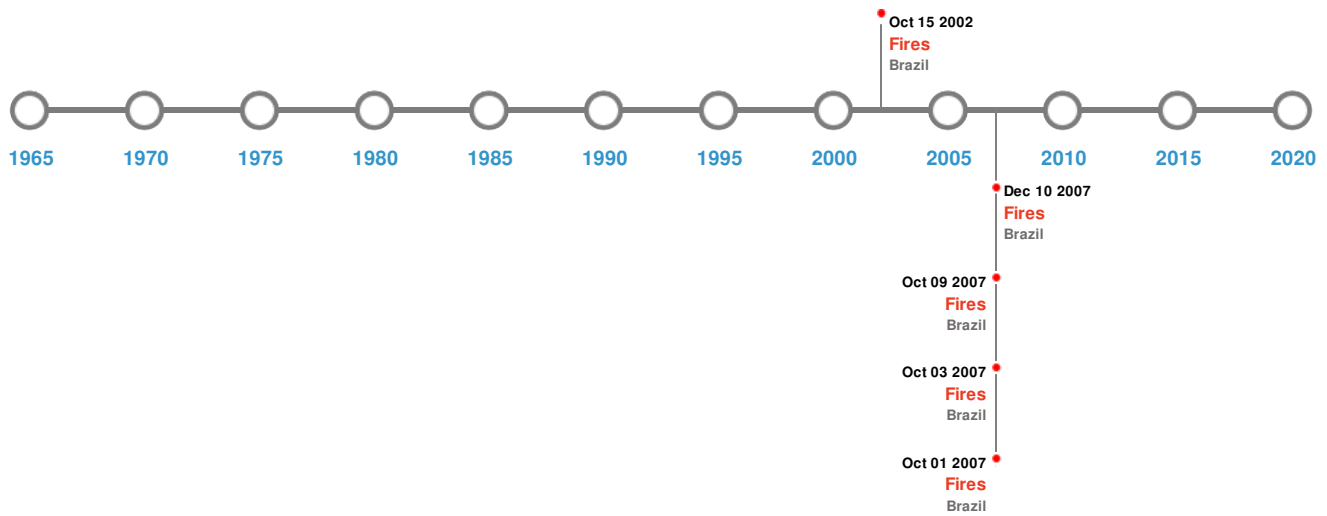 Oct 15 2002
Fires
Brazil
1965 1970 1975 1980 1985 1990 1995 2000 2005 2010 2015 2020
Dec 10 2007
Fires
Brazil
Oct 09 2007
Fires
Brazil
Oct 03 2007
Fires
Brazil
Oct 01 2007
Fires
Brazil